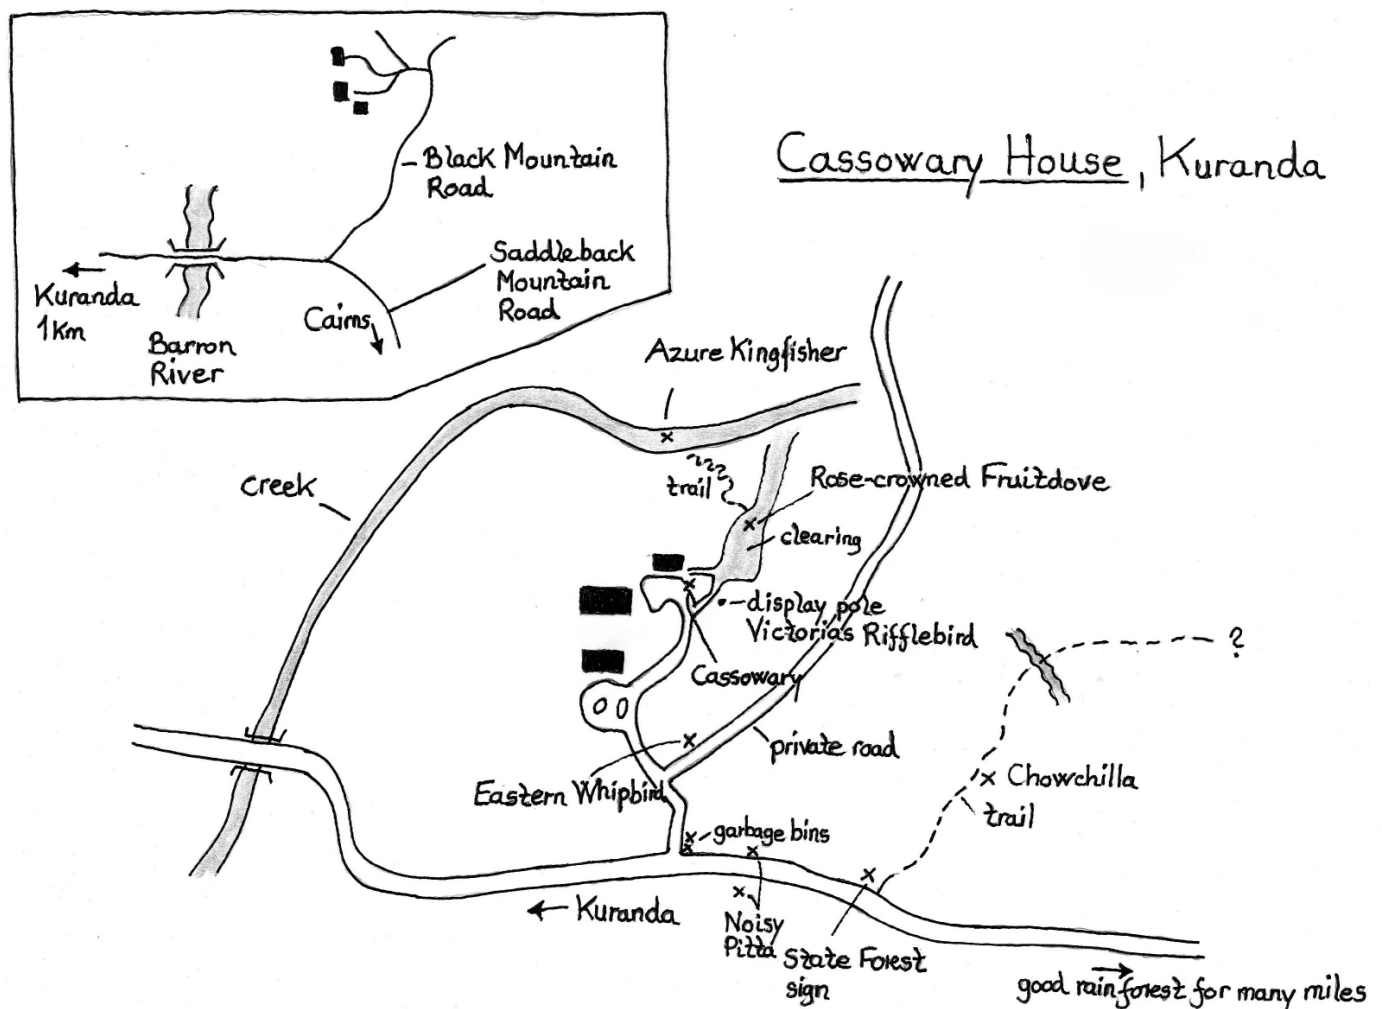 Cassowary House, Kuranda
Black Mountain
Road
Saddleback
Mountain
Road
Kuranda
1km
Cairns
Barron
River
Azure Kingfisher
creek
trail
Rose-crowned Fruitdove
clearing
display pole
Victoria's Rifflebird
Cassowary
?
private road
Eastern Whipbird
Chowchilla
trail
garbage bins
Kuranda
Noisy
Pitta
State Forest
sign
good rainforest for many miles